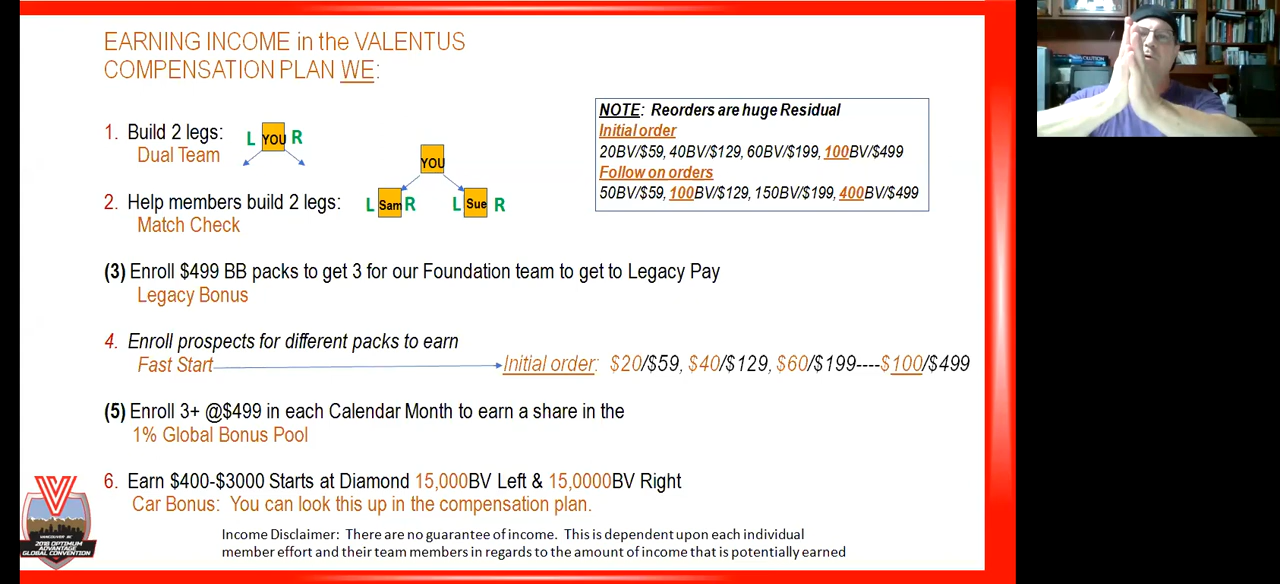 EARNING INCOME in the VALENTUS
COMPENSATION PLAN WE:
NOTE: Reorders are huge Residual
Initial order
20BV/$59, 40BV/$129, 60BV/$199, 100BV/$499
Follow on orders
50BV/$59, 100BV/$129, 150BV/$199, 400BV/$499
1. Build 2 legs:
Dual Team
L YOU R
YOU
2. Help members build 2 legs:
Match Check
L Sam R L Sue R
(3) Enroll $499 BB packs to get 3 for our Foundation team to get to Legacy Pay
Legacy Bonus
4. Enroll prospects for different packs to earn
Fast Start Initial order: $20/$59, $40/$129, $60/$199----$100/$499
(5) Enroll 3+ @$499 in each Calendar Month to earn a share in the
1% Global Bonus Pool
6. Earn $400-$3000 Starts at Diamond 15,000BV Left & 15,0000BV Right
Car Bonus: You can look this up in the compensation plan.
Income Disclaimer: There are no guarantee of income. This is dependent upon each individual
member effort and their team members in regards to the amount of income that is potentially earned
V
VANCOUVER BC
2018 OPTIMUM
ADVANTAGE
GLOBAL CONVENTION